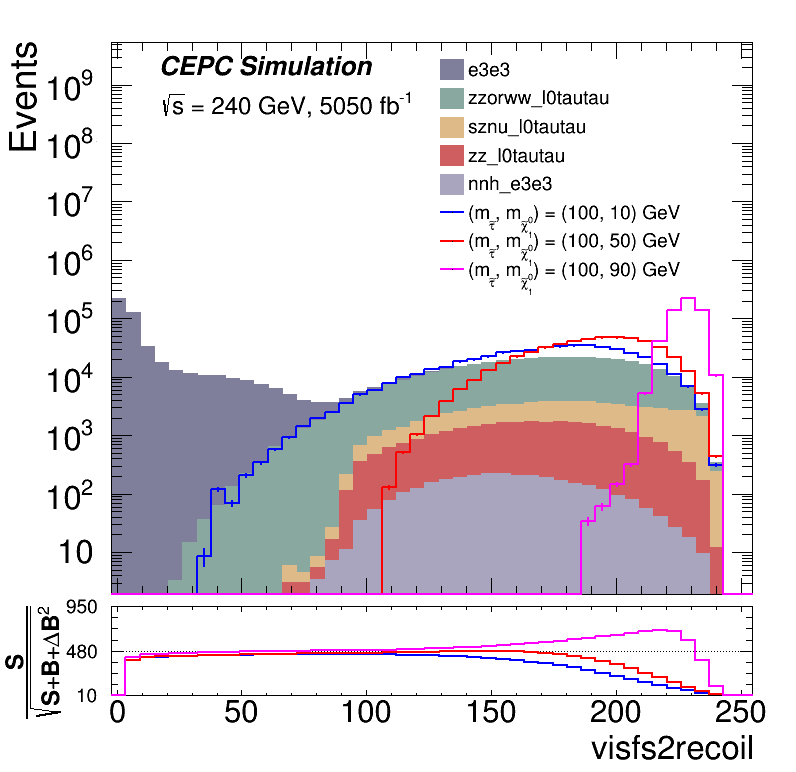 Events
CEPC Simulation
√s = 240 GeV, 5050 fb⁻¹
e3e3
zzorww_l0tautau
sznu_l0tautau
zz_l0tautau
nnh_e3e3
(m_τ̃, m_χ̃₁⁰) = (100, 10) GeV
(m_τ̃, m_χ̃₁⁰) = (100, 50) GeV
(m_τ̃, m_χ̃₁⁰) = (100, 90) GeV
10⁹
10⁸
10⁷
10⁶
10⁵
10⁴
10³
10²
10
S/√S+B+ΔB²
950
480
10
0 50 100 150 200 250
visfs2recoil